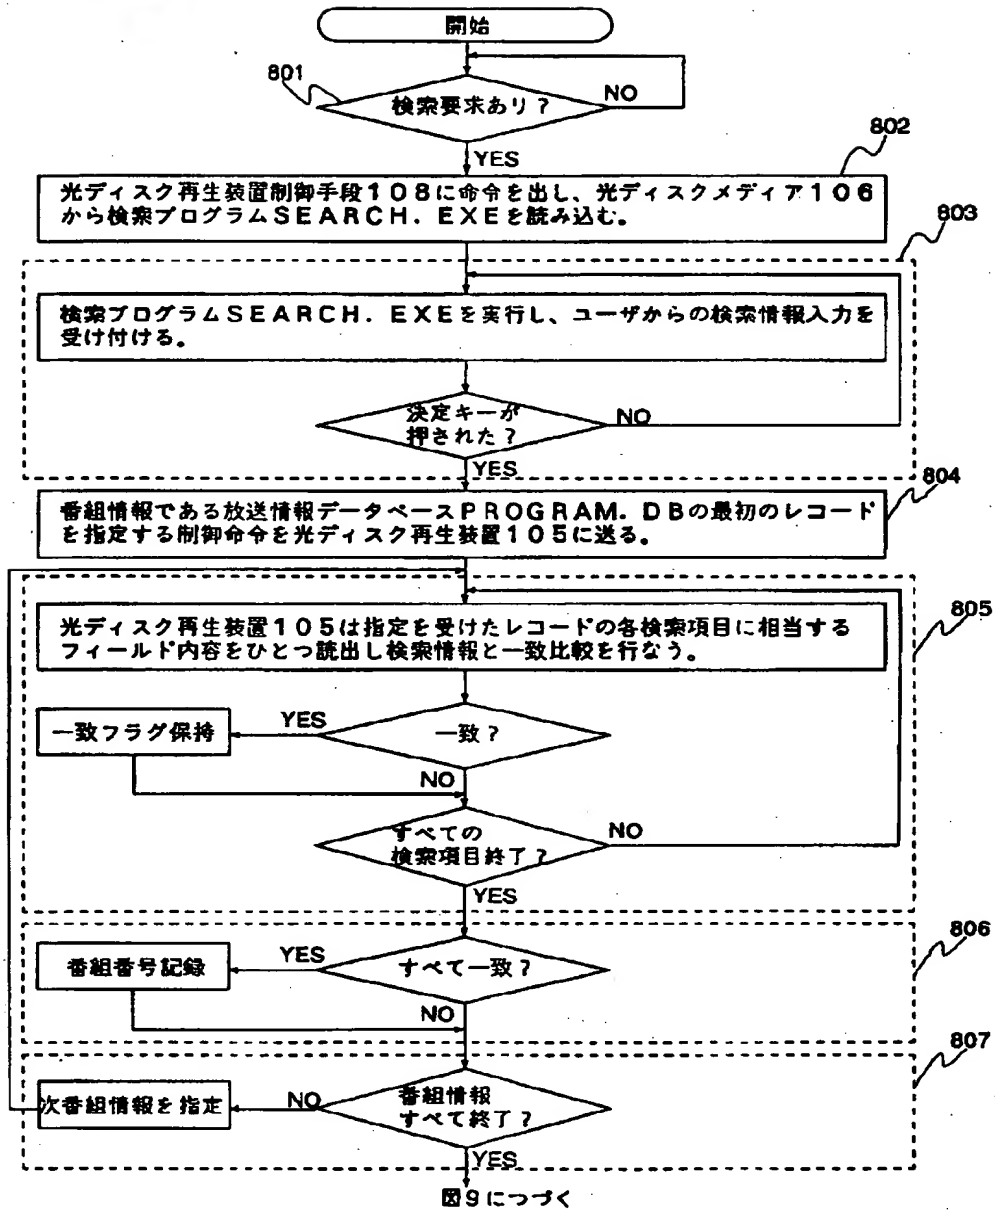 開始
801
検索要求あり?
NO
YES
802
光ディスク再生装置制御手段108に命令を出し、光ディスクメディア106
から検索プログラムSEARCH.EXEを読み込む。
803
検索プログラムSEARCH.EXEを実行し、ユーザからの検索情報入力を
受け付ける。
決定キーが
押された?
NO
YES
804
番組情報である放送情報データベースPROGRAM.DBの最初のレコード
を指定する制御命令を光ディスク再生装置105に送る。
805
光ディスク再生装置105は指定を受けたレコードの各検索項目に相当する
フィールド内容をひとつ読出し検索情報と一致比較を行なう。
一致フラグ保持
YES
一致?
NO
すべての
検索項目終了?
NO
YES
806
番組番号記録
YES
すべて一致?
NO
807
次番組情報を指定
NO
番組情報
すべて終了?
YES
図9につづく